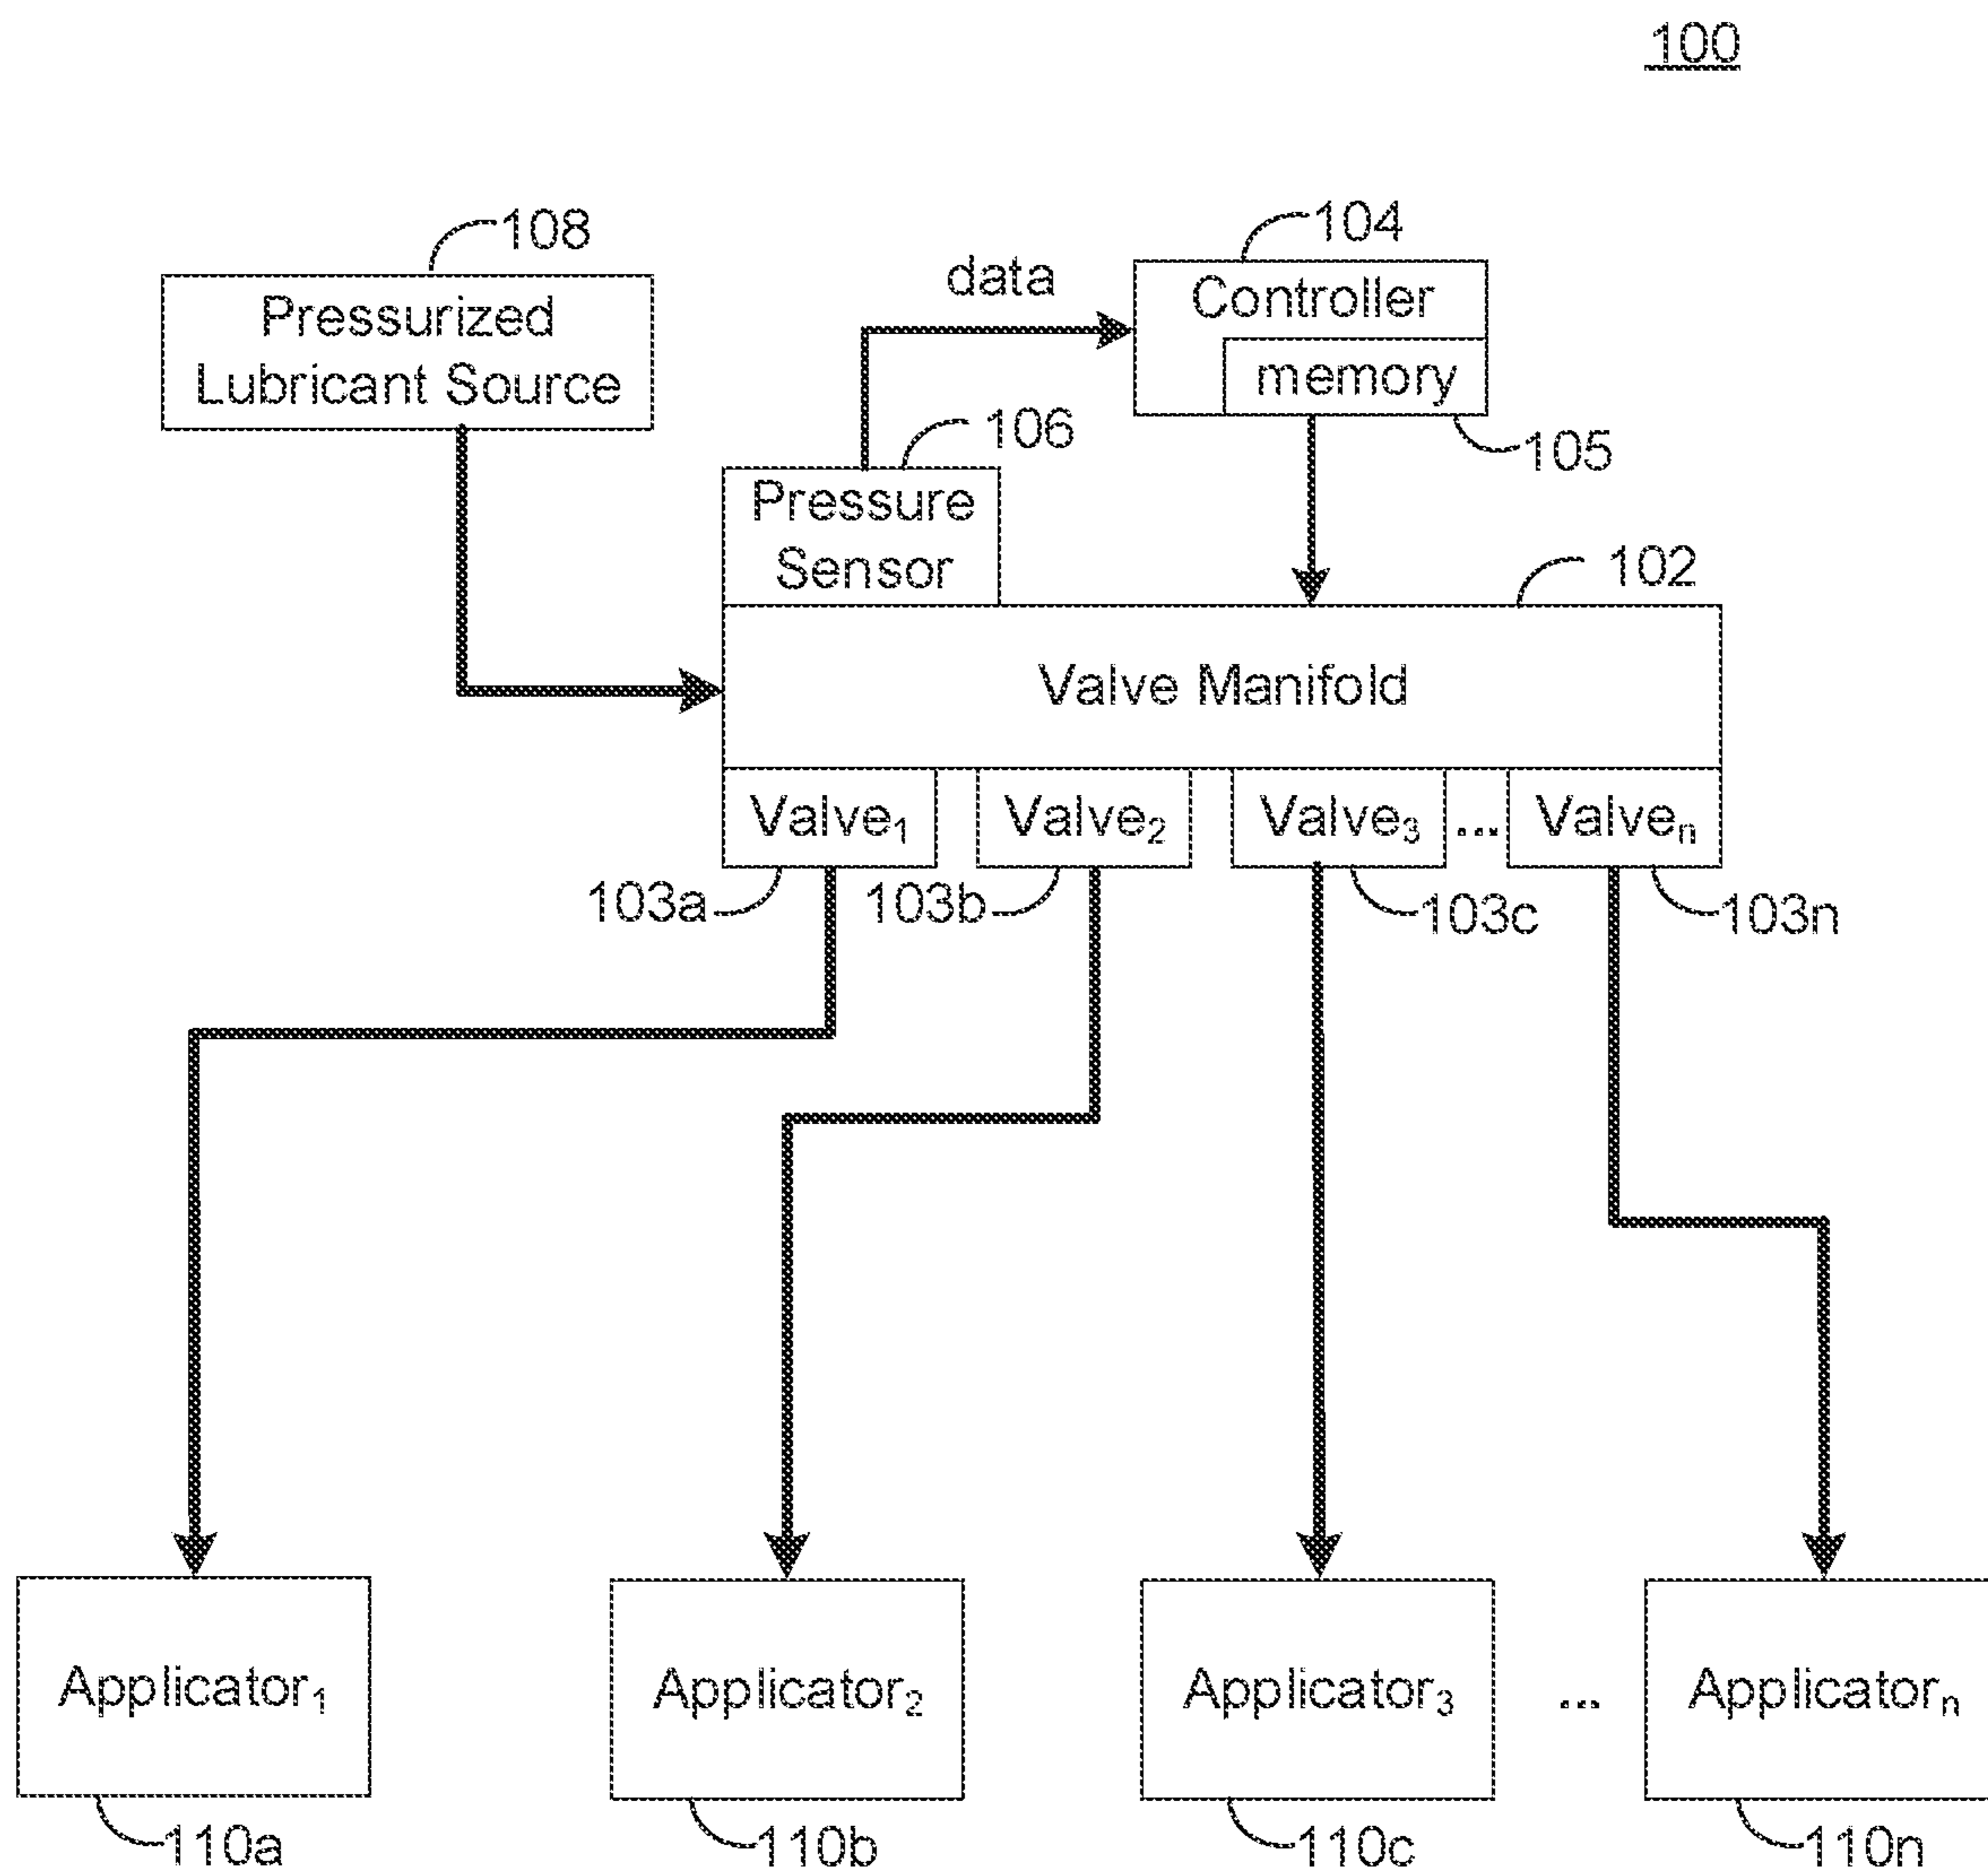 100
108
104
data
Pressurized
Lubricant Source
Controller
memory
106
105
Pressure
Sensor
102
Valve Manifold
Valve₁
Valve₂
Valve₃
...
Valveₙ
103a
103b
103c
103n
Applicator₁
Applicator₂
Applicator₃
...
Applicatorₙ
110a
110b
110c
110n